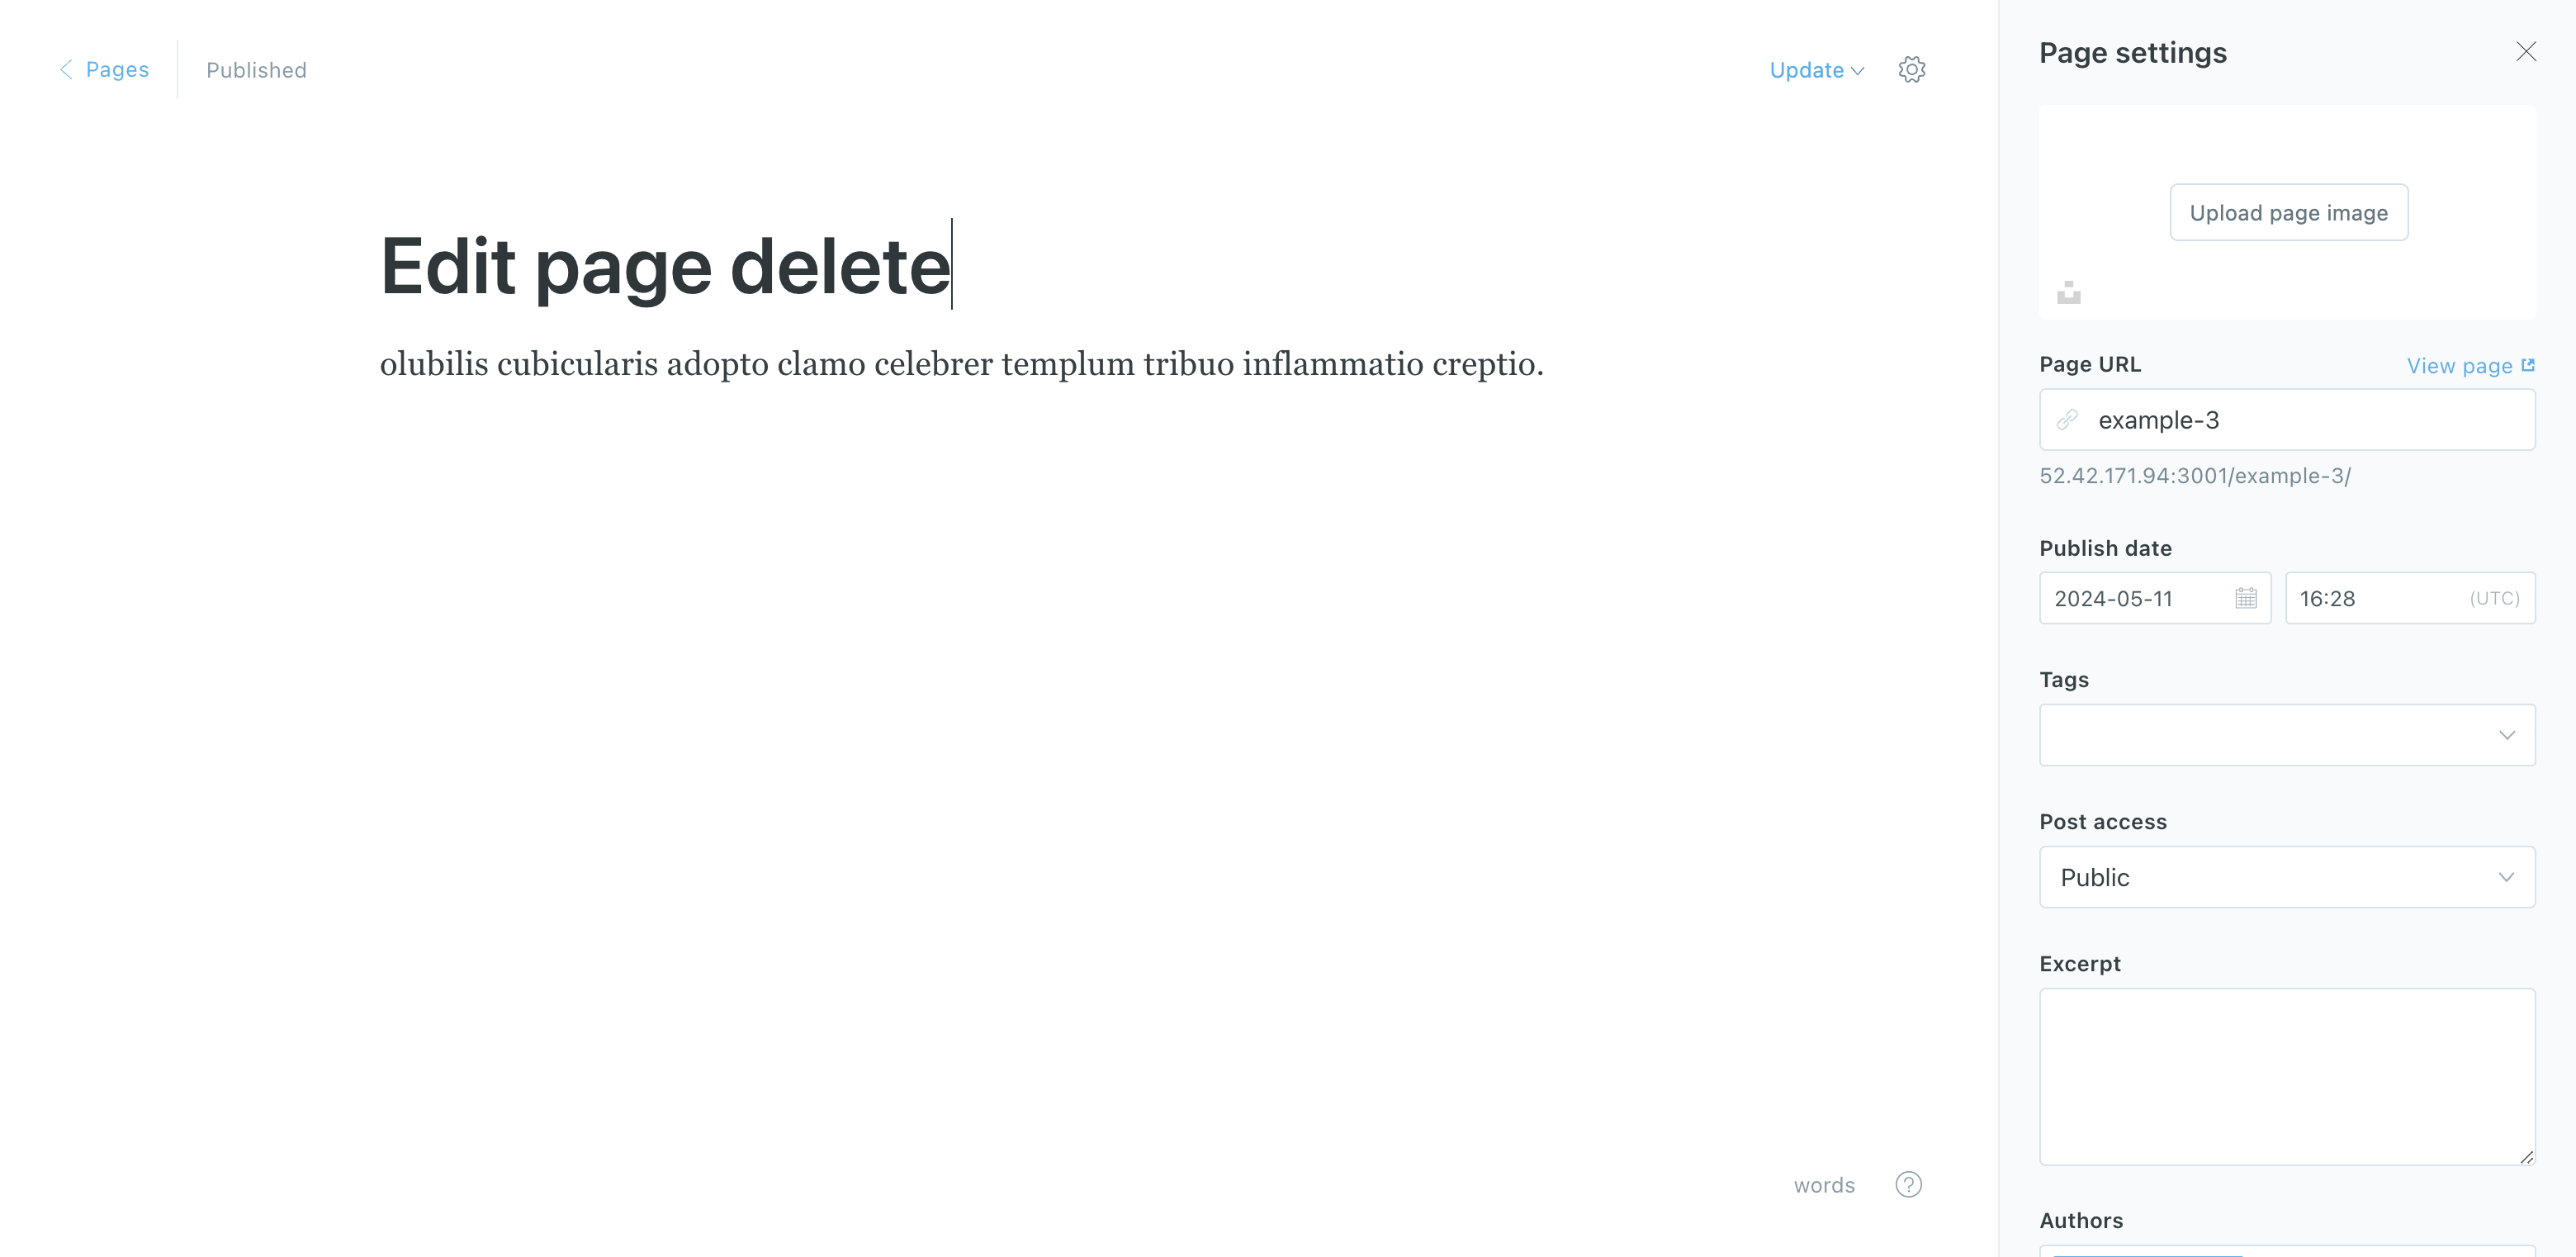 Pages
Published
Update
Edit page delete
olubilis cubicularis adopto clamo celebrer templum tribuo inflammatio creptio.
words
?
Page settings
Upload page image
Page URL
View page
example-3
52.42.171.94:3001/example-3/
Publish date
2024-05-11
16:28
(UTC)
Tags
Post access
Public
Excerpt
Authors